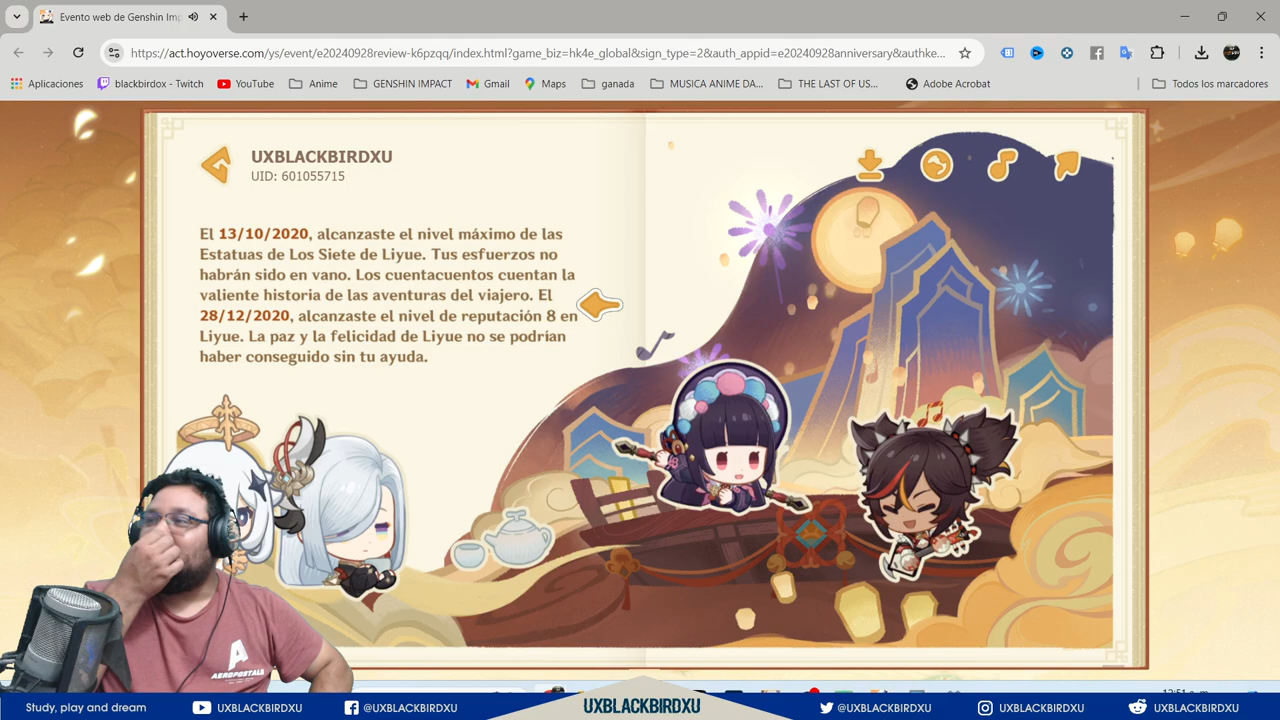 Evento web de Genshin Imp
https://act.hoyoverse.com/ys/event/e20240928review-k6pzqq/index.html?game_biz=hk4e_global&sign_type=2&auth_appid=e20240928anniversary&authke...
Aplicaciones
blackbirdox - Twitch
YouTube
Anime
GENSHIN IMPACT
Gmail
Maps
ganada
MUSICA ANIME DA...
THE LAST OF US...
Adobe Acrobat
Todos los marcadores
UXBLACKBIRDXU
UID: 601055715
El 13/10/2020, alcanzaste el nivel máximo de las
Estatuas de Los Siete de Liyue. Tus esfuerzos no
habrán sido en vano. Los cuentacuentos cuentan la
valiente historia de las aventuras del viajero. El
28/12/2020, alcanzaste el nivel de reputación 8 en
Liyue. La paz y la felicidad de Liyue no se podrían
haber conseguido sin tu ayuda.
A
AEROPOSTALE
Study, play and dream
UXBLACKBIRDXU
@UXBLACKBIRDXU
UXBLACKBIRDXU
@UXBLACKBIRDXU
UXBLACKBIRDXU
UXBLACKBIRDXU